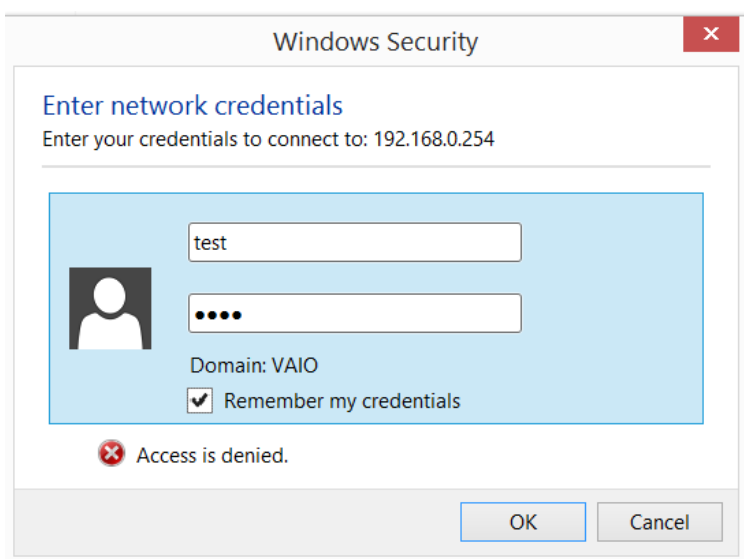 Windows Security
Enter network credentials
Enter your credentials to connect to: 192.168.0.254
test
••••
Domain: VAIO
Remember my credentials
Access is denied.
OK Cancel